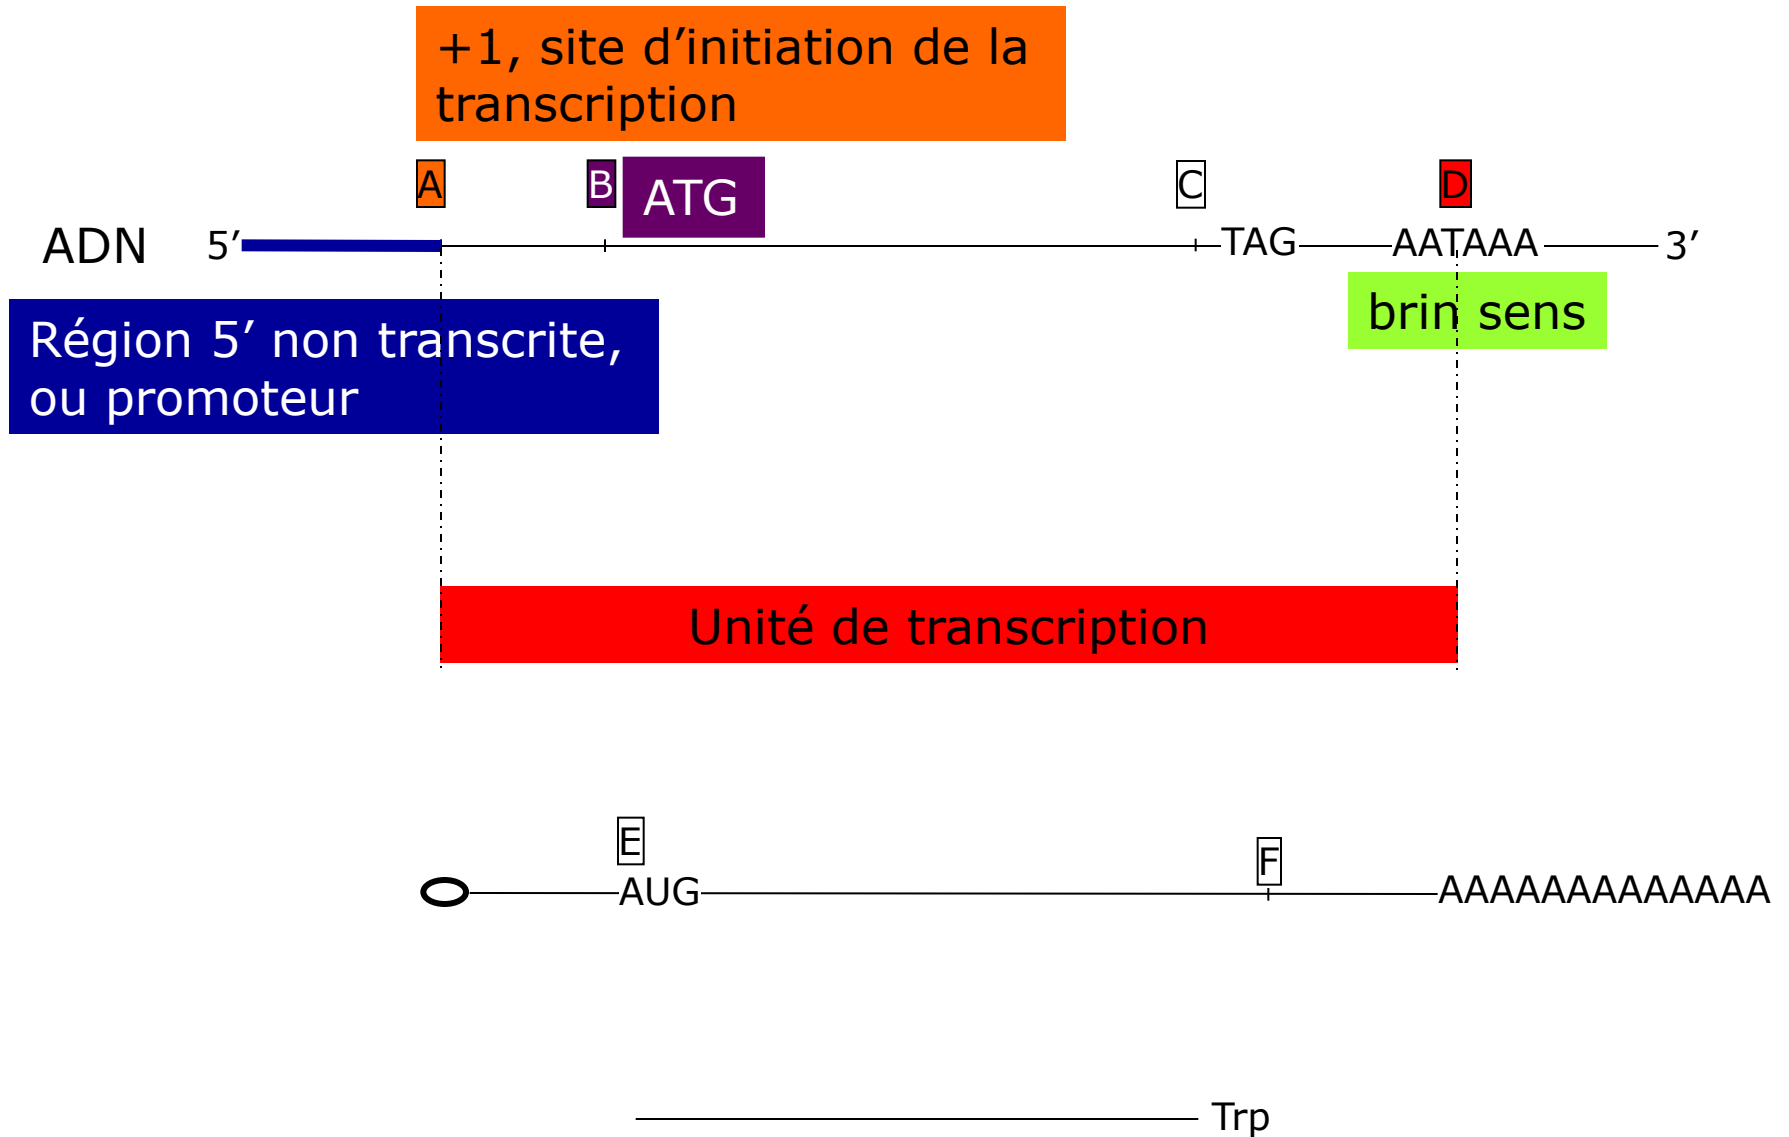 +1, site d’initiation de la
transcription
A
B
ATG
C
D
ADN 5’ TAG AATAAA 3’
brin sens
Région 5’ non transcrite,
ou promoteur
Unité de transcription
E
F
AUG AAAAAAAAAAAAA
Trp